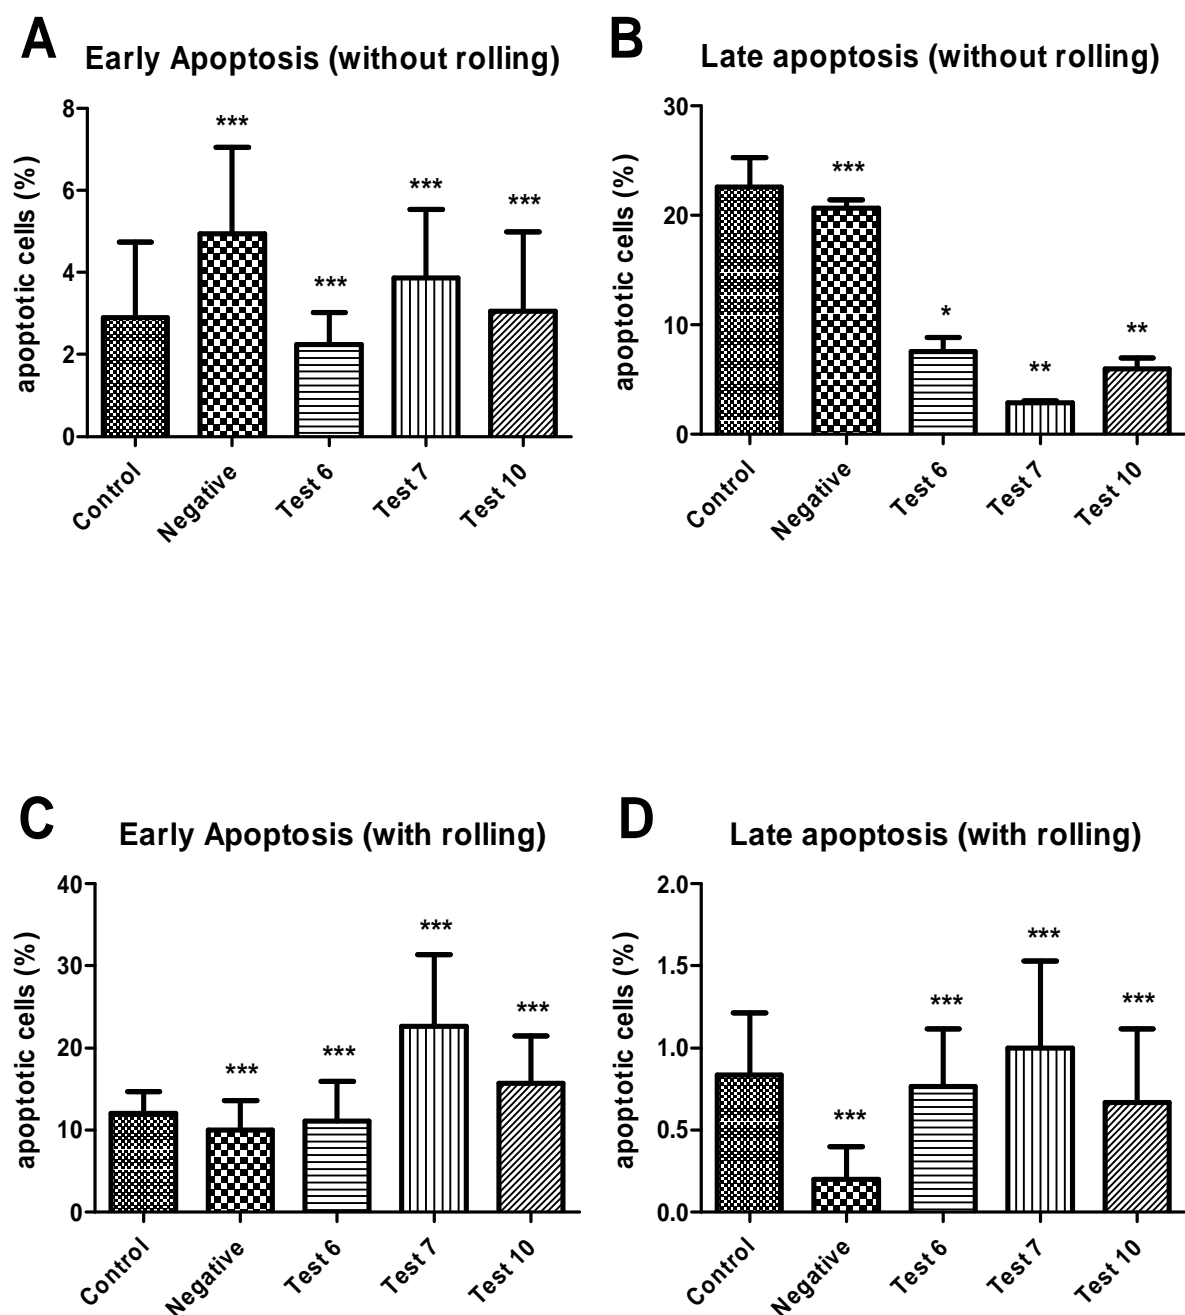 A
Early Apoptosis (without rolling)
apoptotic cells (%)
8
6
4
2
0
***
***
***
***
Control
Negative
Test 6
Test 7
Test 10
B
Late apoptosis (without rolling)
apoptotic cells (%)
30
20
10
0
***
*
**
**
Control
Negative
Test 6
Test 7
Test 10
C
Early Apoptosis (with rolling)
apoptotic cells (%)
40
30
20
10
0
***
***
***
***
Control
Negative
Test 6
Test 7
Test 10
D
Late apoptosis (with rolling)
apoptotic cells (%)
2.0
1.5
1.0
0.5
0.0
***
***
***
***
Control
Negative
Test 6
Test 7
Test 10